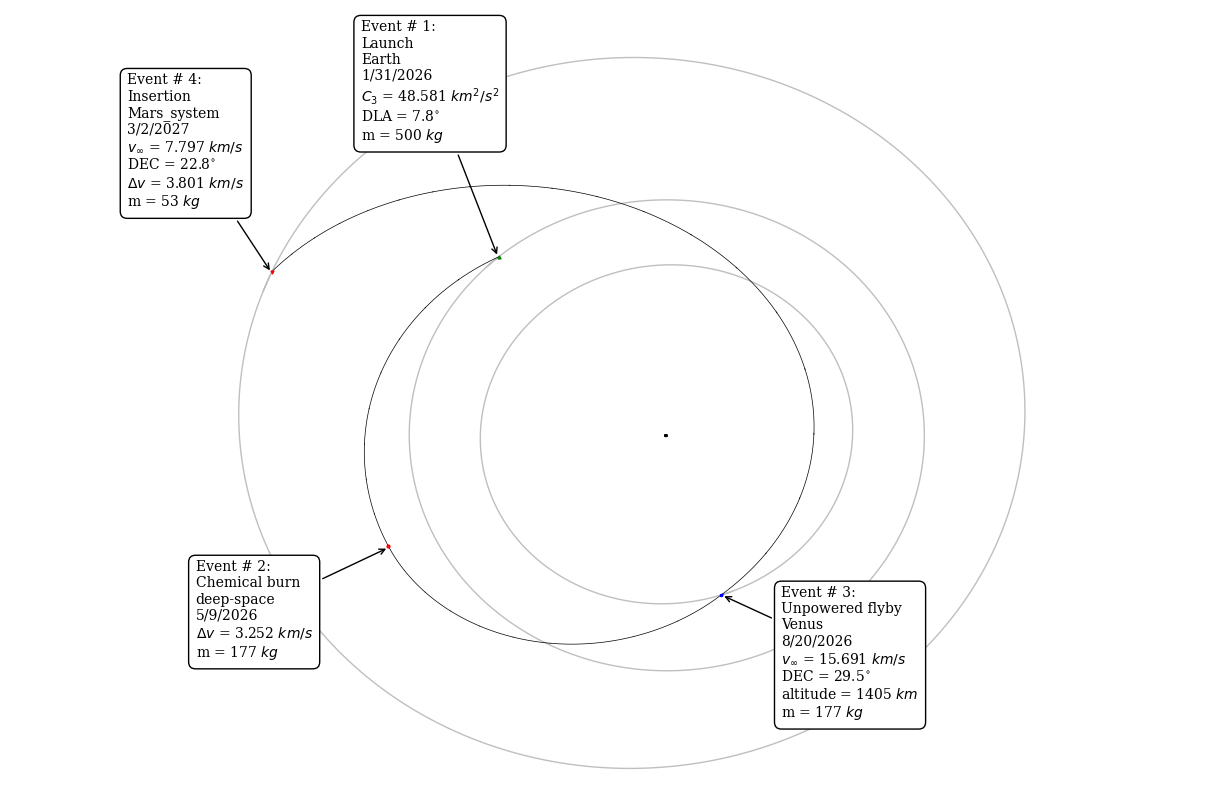 Event # 1:
Launch
Earth
1/31/2026
C₃ = 48.581 km²/s²
DLA = 7.8°
m = 500 kg
Event # 4:
Insertion
Mars_system
3/2/2027
v∞ = 7.797 km/s
DEC = 22.8°
Δv = 3.801 km/s
m = 53 kg
Event # 2:
Chemical burn
deep-space
5/9/2026
Δv = 3.252 km/s
m = 177 kg
Event # 3:
Unpowered flyby
Venus
8/20/2026
v∞ = 15.691 km/s
DEC = 29.5°
altitude = 1405 km
m = 177 kg